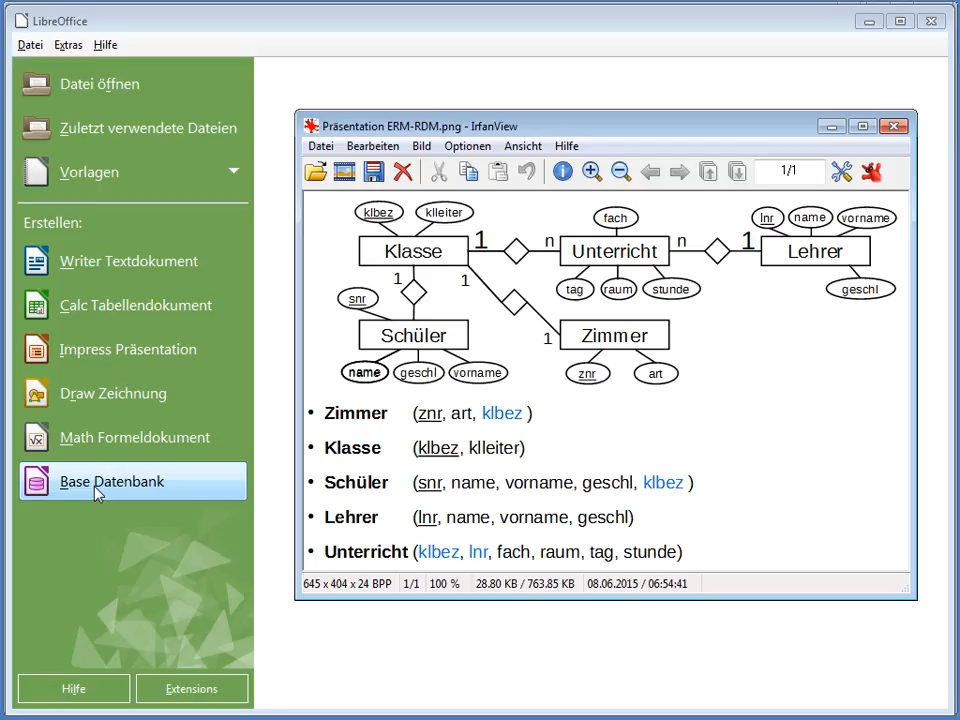 LibreOffice
Datei Extras Hilfe
Datei öffnen
Zuletzt verwendete Dateien
Vorlagen
Erstellen:
Writer Textdokument
Calc Tabellendokument
Impress Präsentation
Draw Zeichnung
Math Formeldokument
Base Datenbank
Hilfe Extensions
Präsentation ERM-RDM.png - IrfanView
Datei Bearbeiten Bild Optionen Ansicht Hilfe
1/1
klbez klleiter fach lnr name vorname
Klasse 1 n Unterricht n 1 Lehrer
1 1 tag raum stunde geschl
snr
Schüler 1 Zimmer
name geschl vorname znr art
• Zimmer (znr, art, klbez )
• Klasse (klbez, klleiter)
• Schüler (snr, name, vorname, geschl, klbez )
• Lehrer (lnr, name, vorname, geschl)
• Unterricht (klbez, lnr, fach, raum, tag, stunde)
645 x 404 x 24 BPP 1/1 100 % 28.80 KB / 763.85 KB 08.06.2015 / 06:54:41